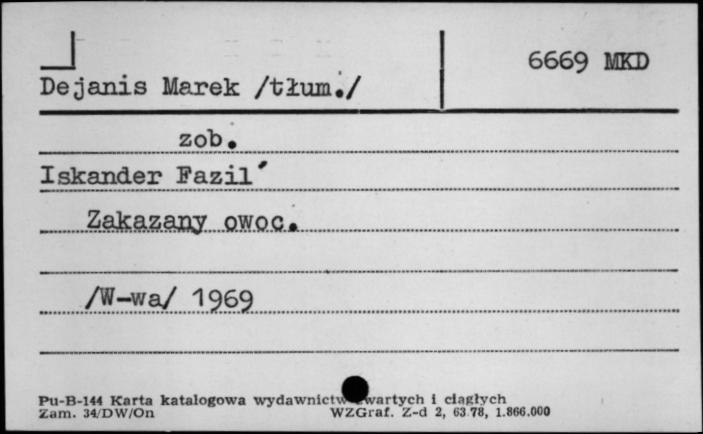 6669 MKD
Dejanis Marek /tłum./
zob.
Iskander Fazil´
Zakazany owoc.
/W-wa/ 1969
Pu-B-144 Karta katalogowa wydawnictw zwartych i ciągłych
Zam. 34/DW/On WZGraf. Z-d 2, 63.78, 1.866.000